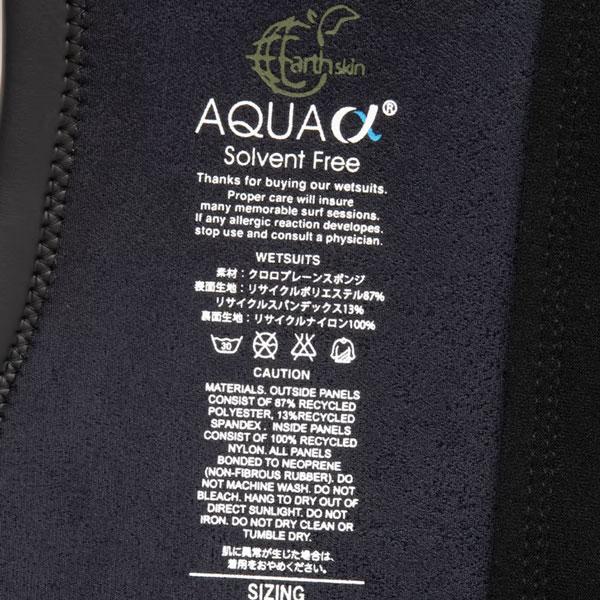 Earth skin
AQUA α®
Solvent Free
Thanks for buying our wetsuits.
Proper care will insure
many memorable surf sessions.
If any allergic reaction developes.
stop use and consult a physician.
WETSUITS
素材：クロロプレーンスポンジ
表面生地：リサイクルポリエステル87%
リサイクルスパンデックス13%
裏面生地：リサイクルナイロン100%
30
CAUTION
MATERIALS. OUTSIDE PANELS
CONSIST OF 87% RECYCLED
POLYESTER, 13%RECYCLED
SPANDEX . INSIDE PANELS
CONSIST OF 100% RECYCLED
NYLON. ALL PANELS
BONDED TO NEOPRENE
(NON-FIBROUS RUBBER). DO
NOT MACHINE WASH. DO NOT
BLEACH. HANG TO DRY OUT OF
DIRECT SUNLIGHT. DO NOT
IRON. DO NOT DRY CLEAN OR
TUMBLE DRY.
肌に異常が生じた場合は、
着用をおやめください。
SIZING